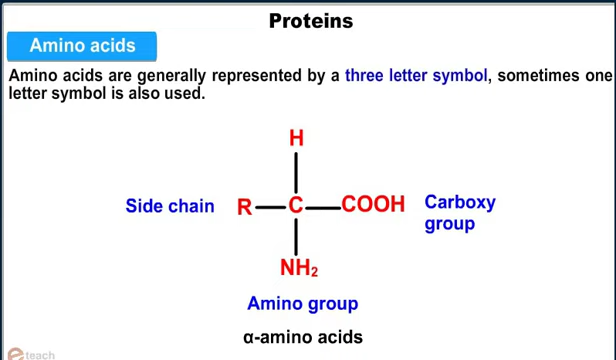 Proteins
Amino acids
Amino acids are generally represented by a three letter symbol, sometimes one
letter symbol is also used.
H
Side chain R C COOH Carboxy
group
NH₂
Amino group
α-amino acids
e teach